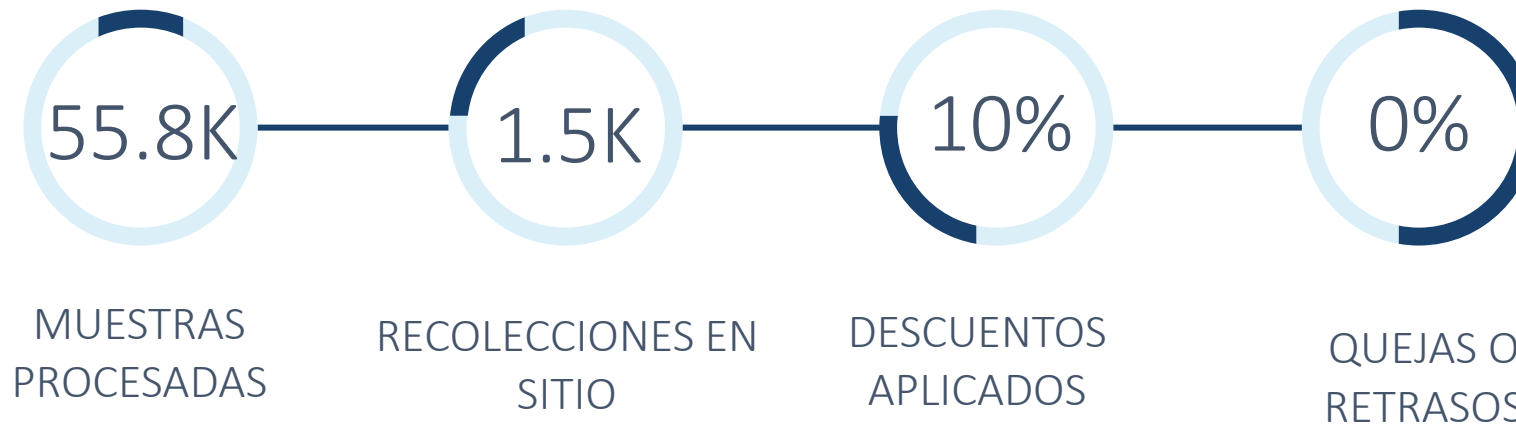 55.8K
1.5K
10%
0%
MUESTRAS
PROCESADAS
RECOLECCIONES EN
SITIO
DESCUENTOS
APLICADOS
QUEJAS O
RETRASOS